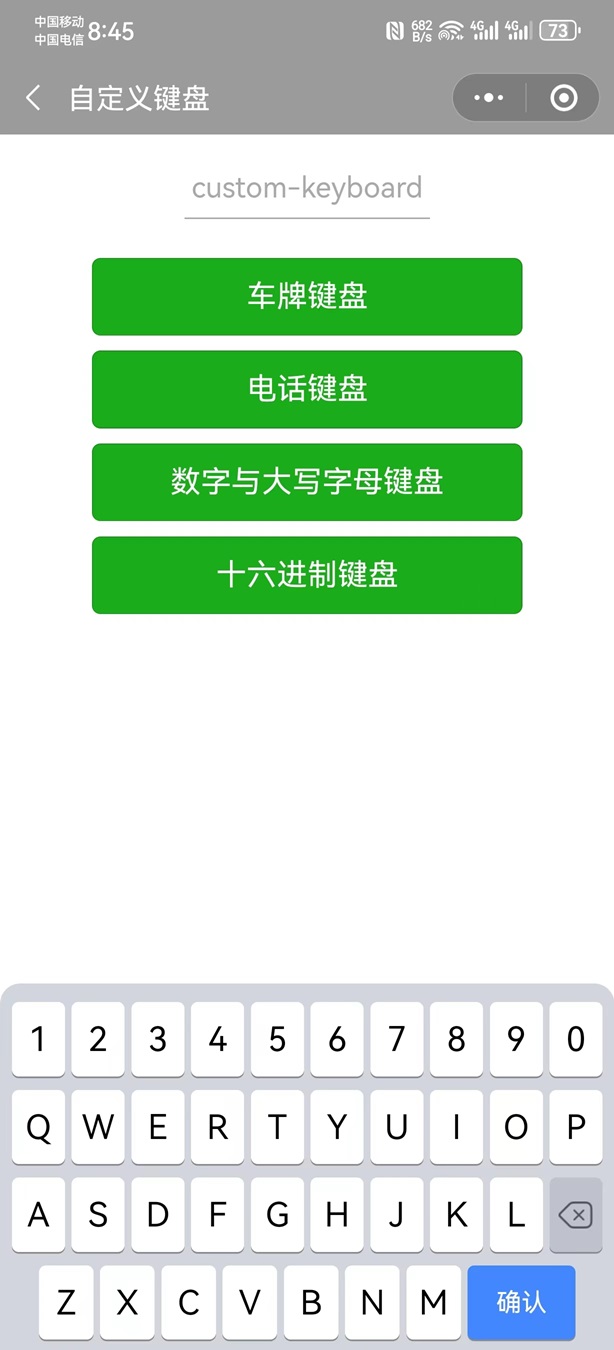 中国移动
中国电信
8:45
682
B/s
4G
4G
73
自定义键盘
custom-keyboard
车牌键盘
电话键盘
数字与大写字母键盘
十六进制键盘
1 2 3 4 5 6 7 8 9 0
Q W E R T Y U I O P
A S D F G H J K L
Z X C V B N M 确认